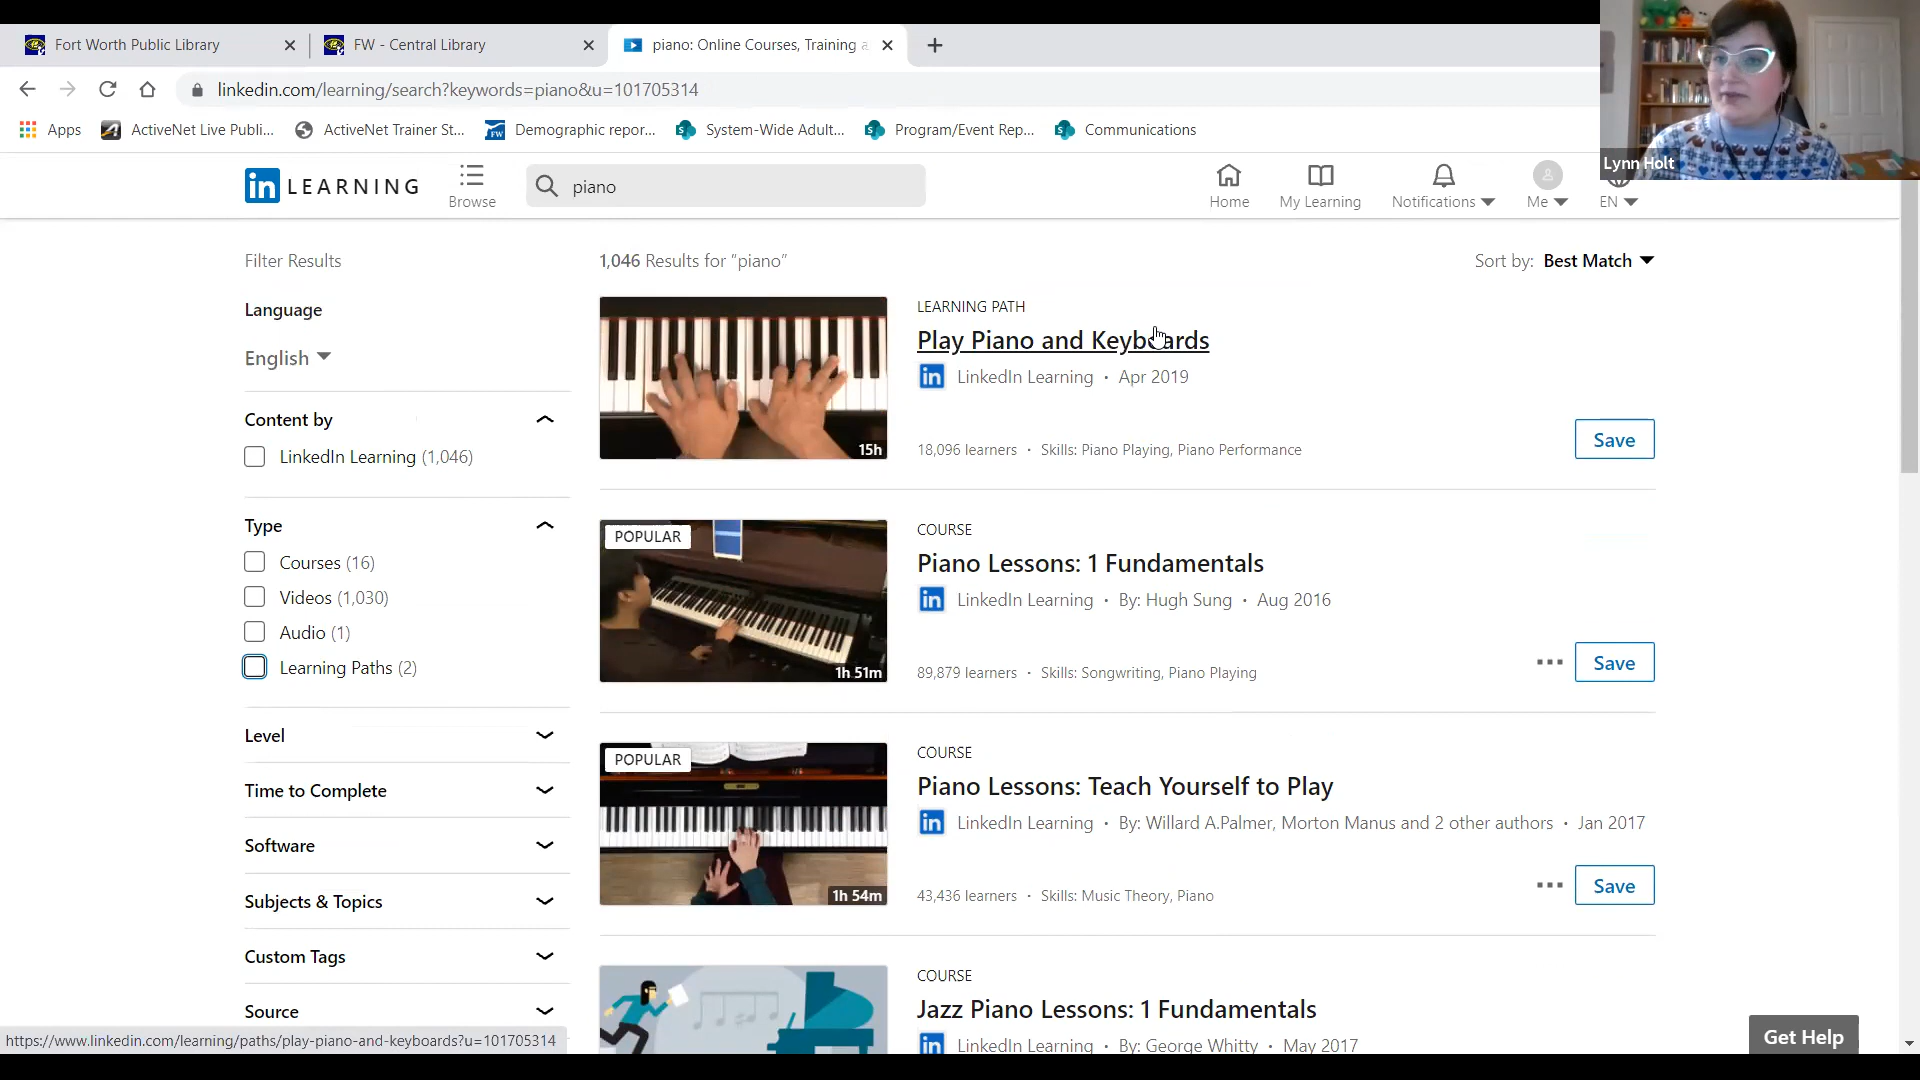 Fort Worth Public Library
FW - Central Library
piano: Online Courses, Training a
linkedin.com/learning/search?keywords=piano&u=101705314
Apps
ActiveNet Live Publi...
ActiveNet Trainer St...
FW
Demographic repor...
System-Wide Adult...
Program/Event Rep...
Communications
Lynn Holt
in LEARNING
Browse
piano
Home
My Learning
Notifications
Me
EN
Filter Results
1,046 Results for "piano"
Sort by: Best Match
Language
English
Content by
LinkedIn Learning (1,046)
Type
Courses (16)
Videos (1,030)
Audio (1)
Learning Paths (2)
Level
Time to Complete
Software
Subjects & Topics
Custom Tags
Source
15h
LEARNING PATH
Play Piano and Keyboards
in LinkedIn Learning • Apr 2019
18,096 learners • Skills: Piano Playing, Piano Performance
Save
POPULAR
1h 51m
COURSE
Piano Lessons: 1 Fundamentals
in LinkedIn Learning • By: Hugh Sung • Aug 2016
89,879 learners • Skills: Songwriting, Piano Playing
Save
POPULAR
1h 54m
COURSE
Piano Lessons: Teach Yourself to Play
in LinkedIn Learning • By: Willard A.Palmer, Morton Manus and 2 other authors • Jan 2017
43,436 learners • Skills: Music Theory, Piano
Save
COURSE
Jazz Piano Lessons: 1 Fundamentals
in LinkedIn Learning • By: George Whitty • May 2017
Get Help
https://www.linkedin.com/learning/paths/play-piano-and-keyboards?u=101705314